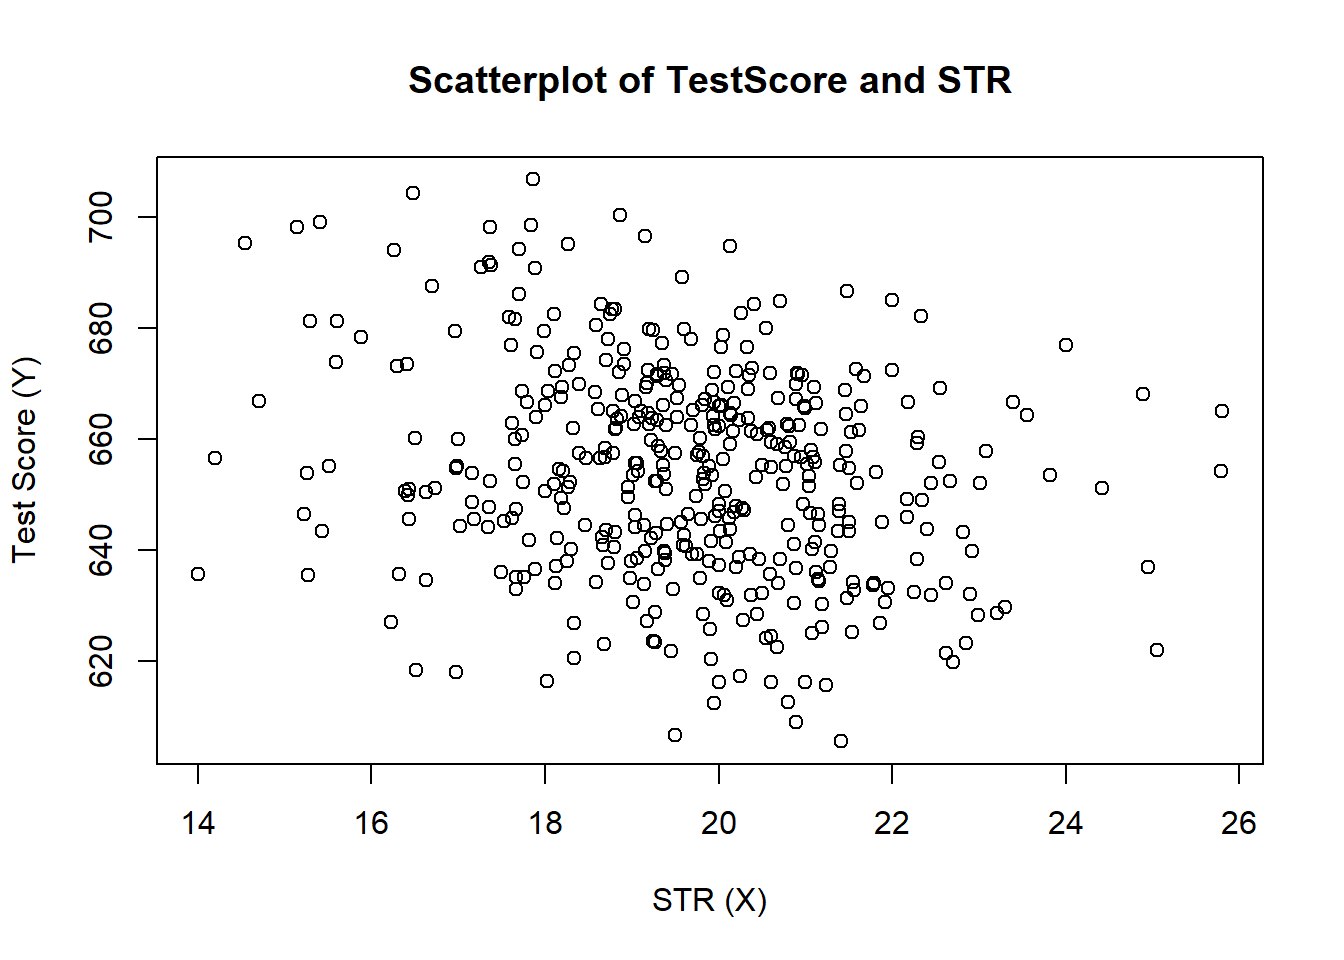 Scatterplot of TestScore and STR
Test Score (Y)
700
680
660
640
620
14 16 18 20 22 24 26
STR (X)